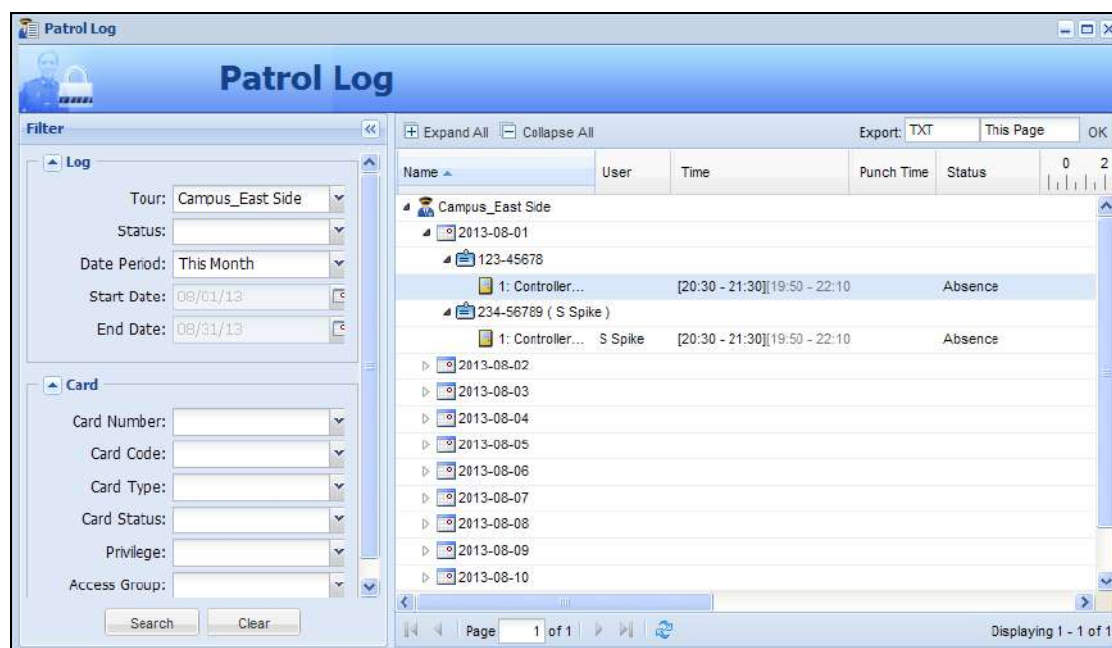 Patrol Log
Patrol Log
Filter
Log
Tour: Campus_East Side
Status:
Date Period: This Month
Start Date: 08/01/13
End Date: 08/31/13
Card
Card Number:
Card Code:
Card Type:
Card Status:
Privilege:
Access Group:
Search Clear
Expand All Collapse All Export: TXT This Page OK
Name User Time Punch Time Status 0 2
Campus_East Side
2013-08-01
123-45678
1: Controller... [20:30 - 21:30][19:50 - 22:10 Absence
234-56789 ( S Spike )
1: Controller... S Spike [20:30 - 21:30][19:50 - 22:10 Absence
2013-08-02
2013-08-03
2013-08-04
2013-08-05
2013-08-06
2013-08-07
2013-08-08
2013-08-09
2013-08-10
Page 1 of 1 Displaying 1 - 1 of 1